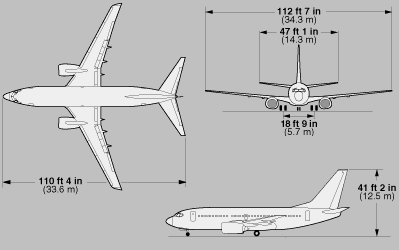 112 ft 7 in
(34.3 m)
47 ft 1 in
(14.3 m)
18 ft 9 in
(5.7 m)
110 ft 4 in
(33.6 m)
41 ft 2 in
(12.5 m)